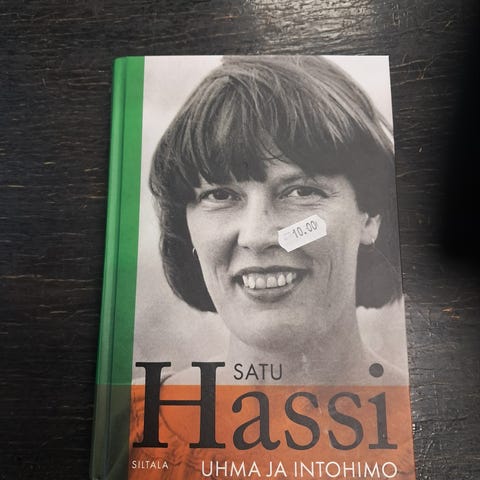 10.00
SATU
Hassi
SILTALA
UHMA JA INTOHIMO